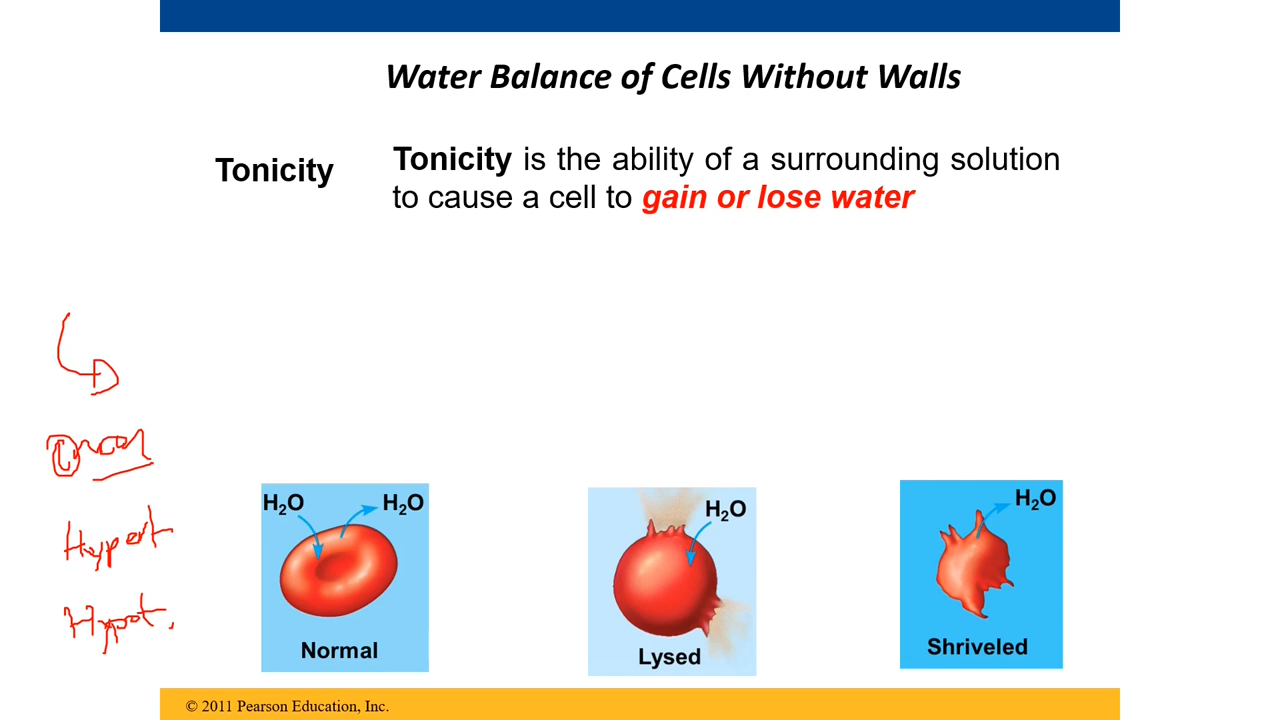 Water Balance of Cells Without Walls
Tonicity
Tonicity is the ability of a surrounding solution
to cause a cell to gain or lose water
Hypert
Hypot.
H₂O
H₂O
Normal
H₂O
Lysed
H₂O
Shriveled
© 2011 Pearson Education, Inc.